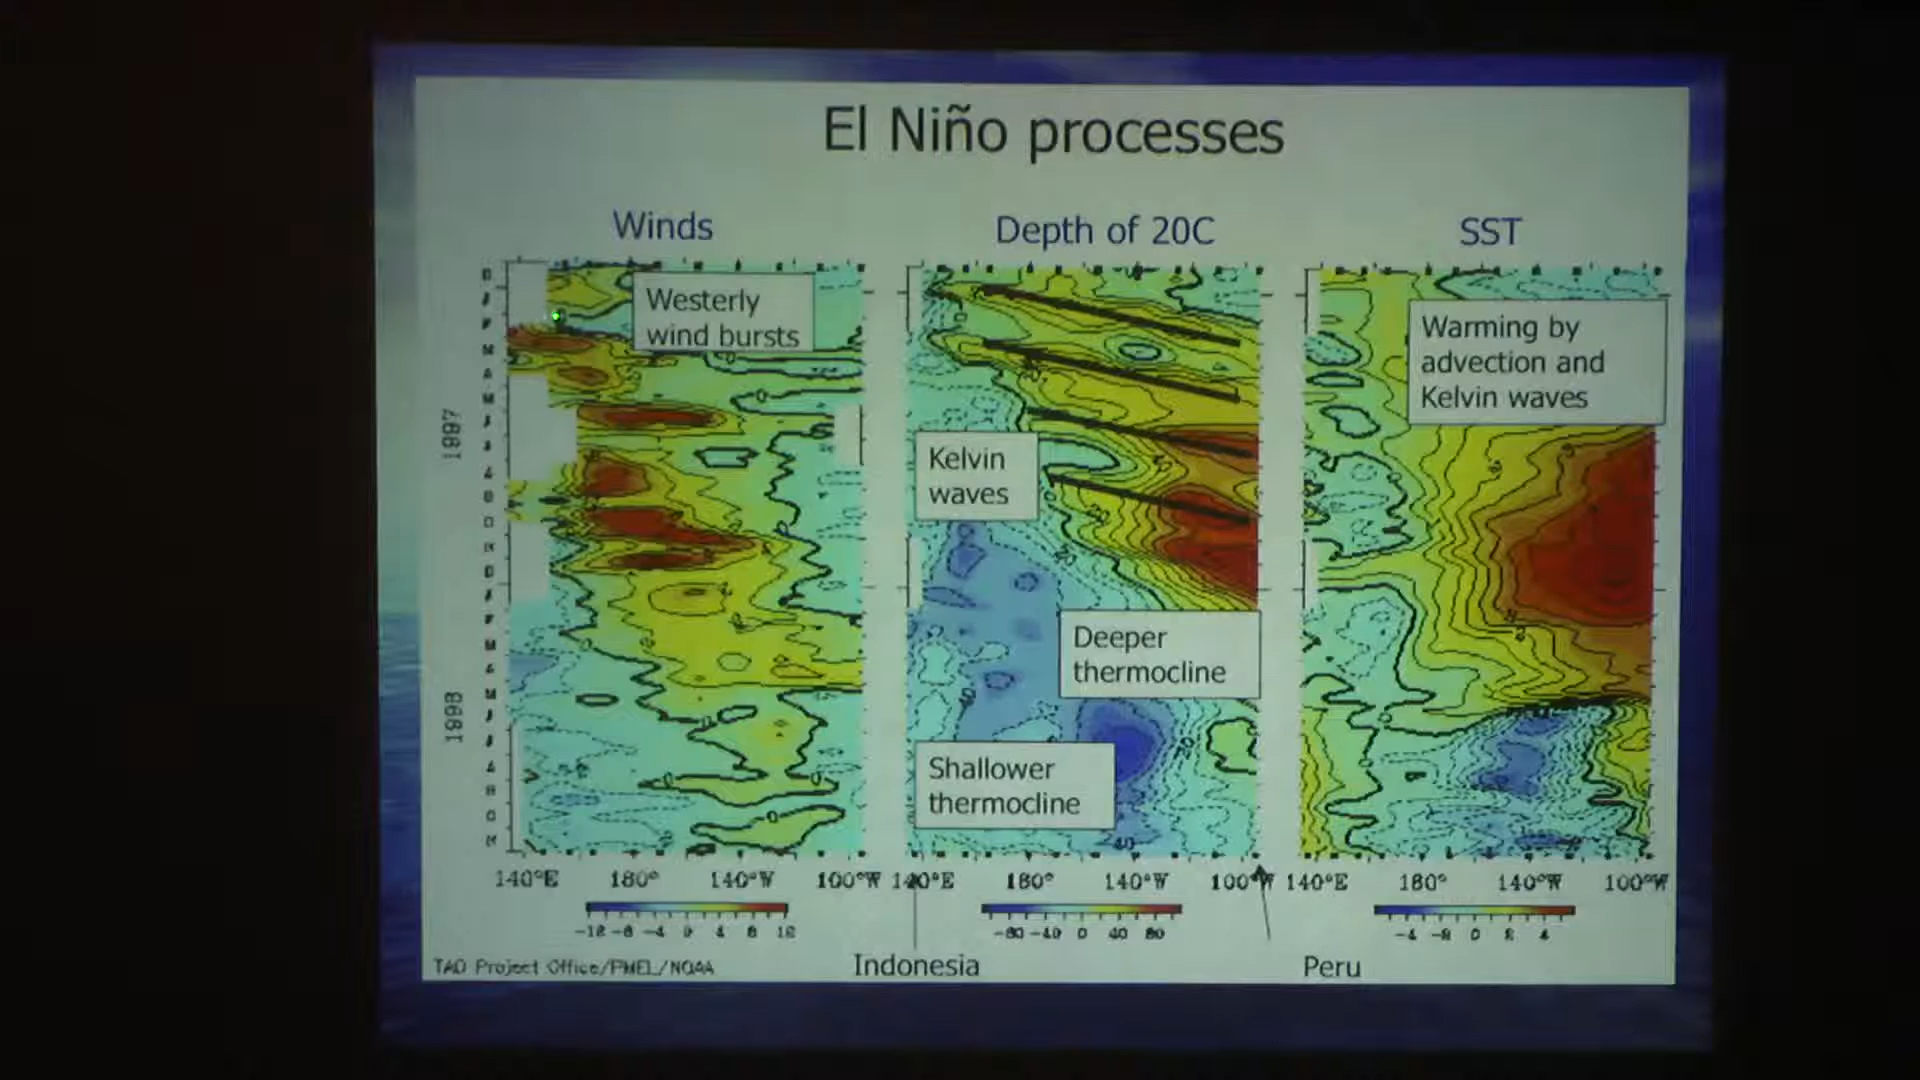 El Niño processes
Winds
Depth of 20C
SST
Westerly
wind bursts
Warming by
advection and
Kelvin waves
Kelvin
waves
Deeper
thermocline
Shallower
thermocline
1997
1998
140°E 180° 140°W 100°W
140°E 180° 140°W 100°W
140°E 180° 140°W 100°W
-12 -8 -4 0 4 8 12
-80 -40 0 40 80
-4 -2 0 2 4
TAO Project Office/PMEL/NOAA
Indonesia
Peru